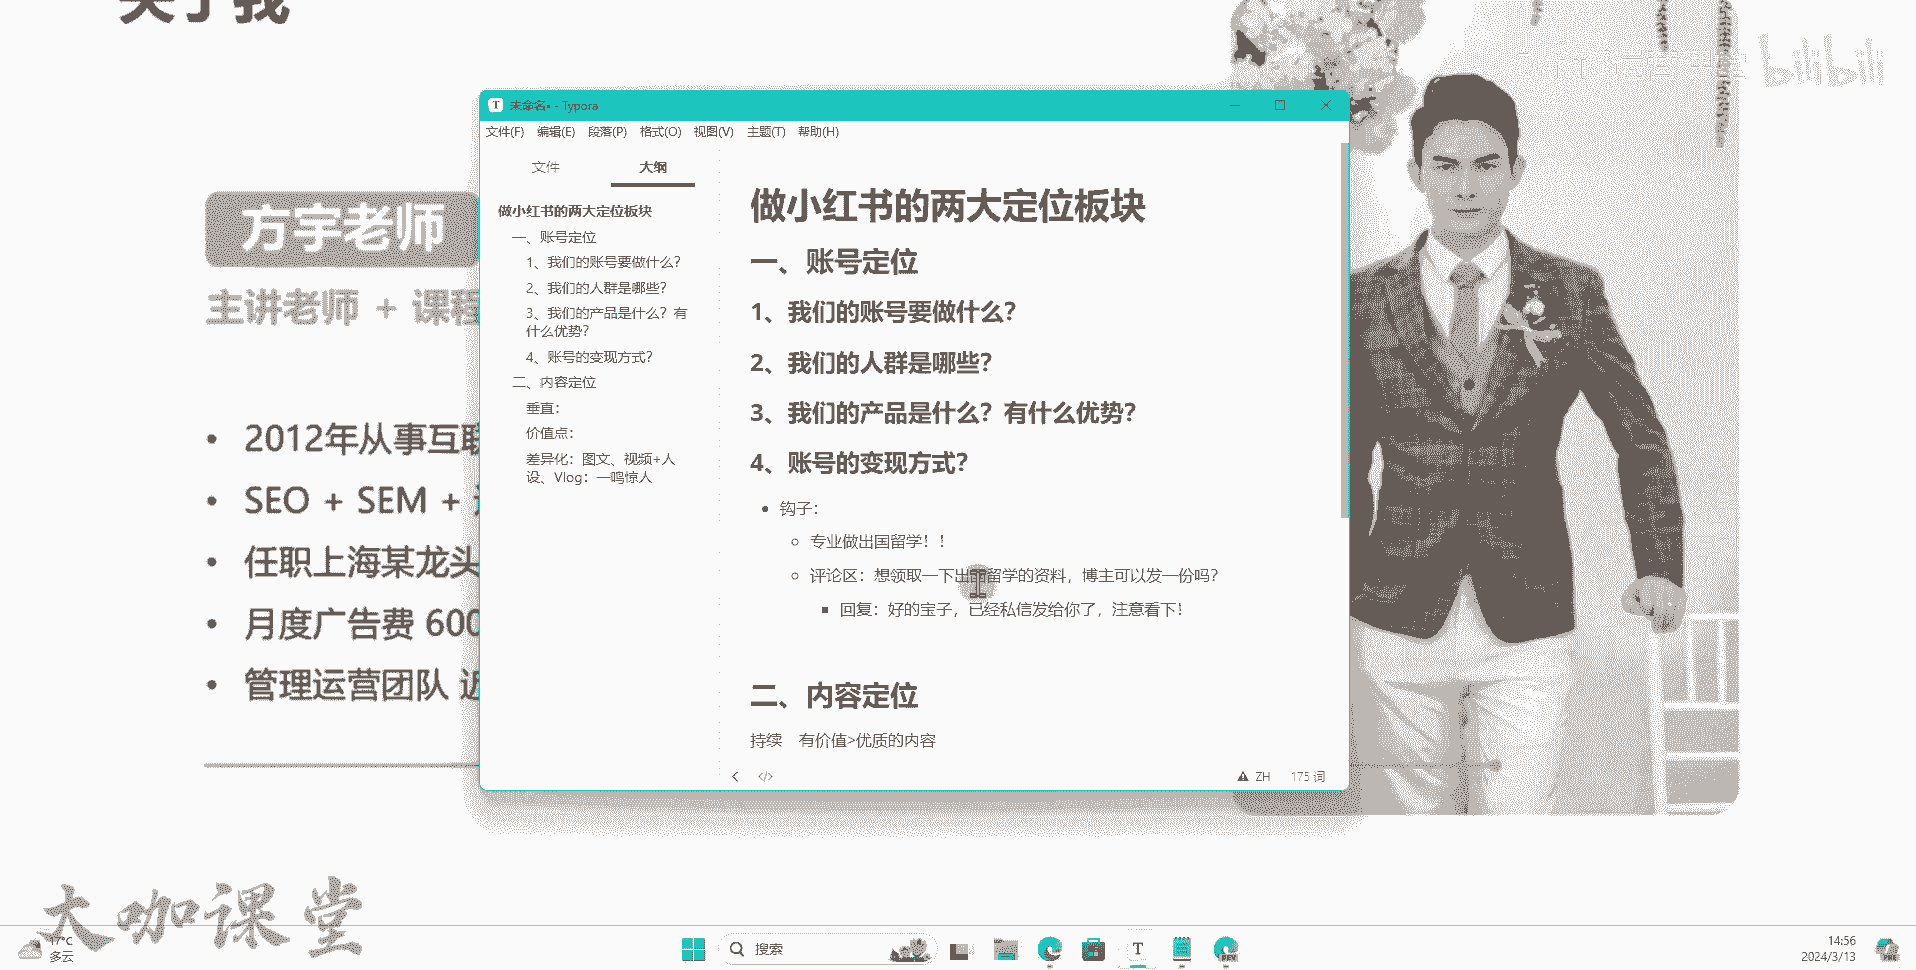 关于我
bilibili
未命名• - Typora
文件(F) 编辑(E) 段落(P) 格式(O) 视图(V) 主题(T) 帮助(H)
文件 大纲
做小红书的两大定位板块
一、账号定位
1、我们的账号要做什么？
2、我们的人群是哪些？
3、我们的产品是什么？有
什么优势？
4、账号的变现方式？
二、内容定位
垂直：
价值点：
差异化：图文、视频+人
设、Vlog：一鸣惊人
做小红书的两大定位板块
一、账号定位
1、我们的账号要做什么？
2、我们的人群是哪些？
3、我们的产品是什么？有什么优势？
4、账号的变现方式？
钩子：
专业做出国留学！！
评论区：想领取一下出国留学的资料，博主可以发一份吗？
回复：好的宝子，已经私信发给你了，注意看下！
二、内容定位
持续 有价值>优质的内容
ZH 175 词
方宇老师
主讲老师 + 课程
2012年从事互联
SEO + SEM +
任职上海某龙头
月度广告费 600
管理运营团队 近
大咖课堂
17°C
多云
搜索
14:56
2024/3/13